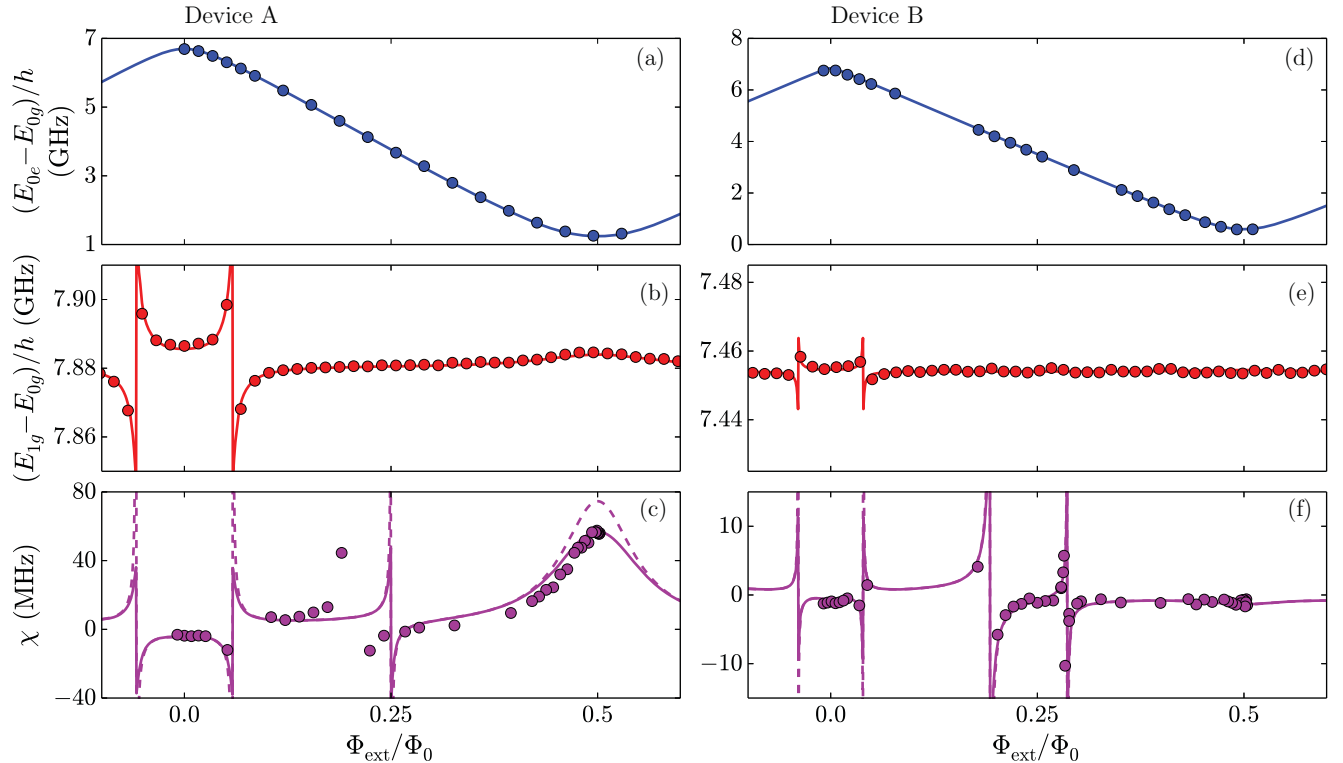 Device A
Device B
(E0e−E0g)/h
(GHz)
7
5
3
1
(a)
8
6
4
2
0
(d)
(E1g−E0g)/h (GHz)
7.90
7.88
7.86
(b)
7.48
7.46
7.44
(e)
χ (MHz)
80
40
0
−40
(c)
10
0
−10
(f)
0.0
0.25
0.5
0.0
0.25
0.5
Φext/Φ0
Φext/Φ0